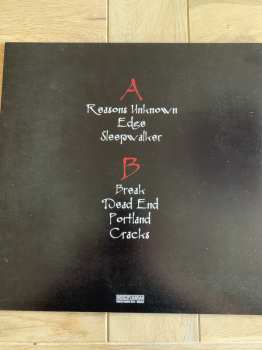 A
Reasons Unknown
Edge
Sleepwalker
B
Break
Dead End
Portland
Cracks